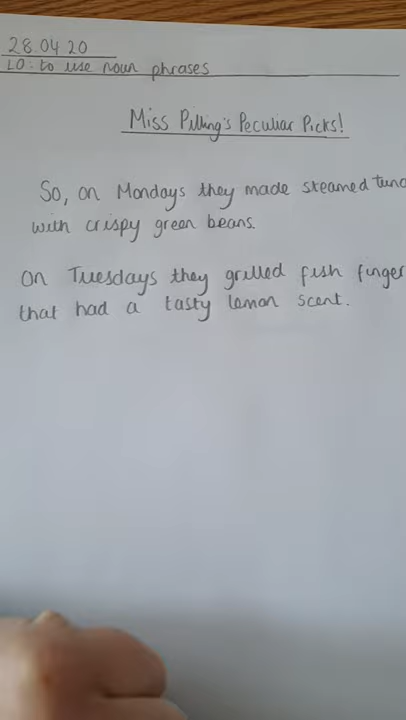 28.04.20
LO: to use noun phrases
Miss Pilling's Peculiar Picks!
So, on Mondays they made steamed tuna
with crispy green beans.
On Tuesdays they grilled fish finger
that had a tasty lemon scent.